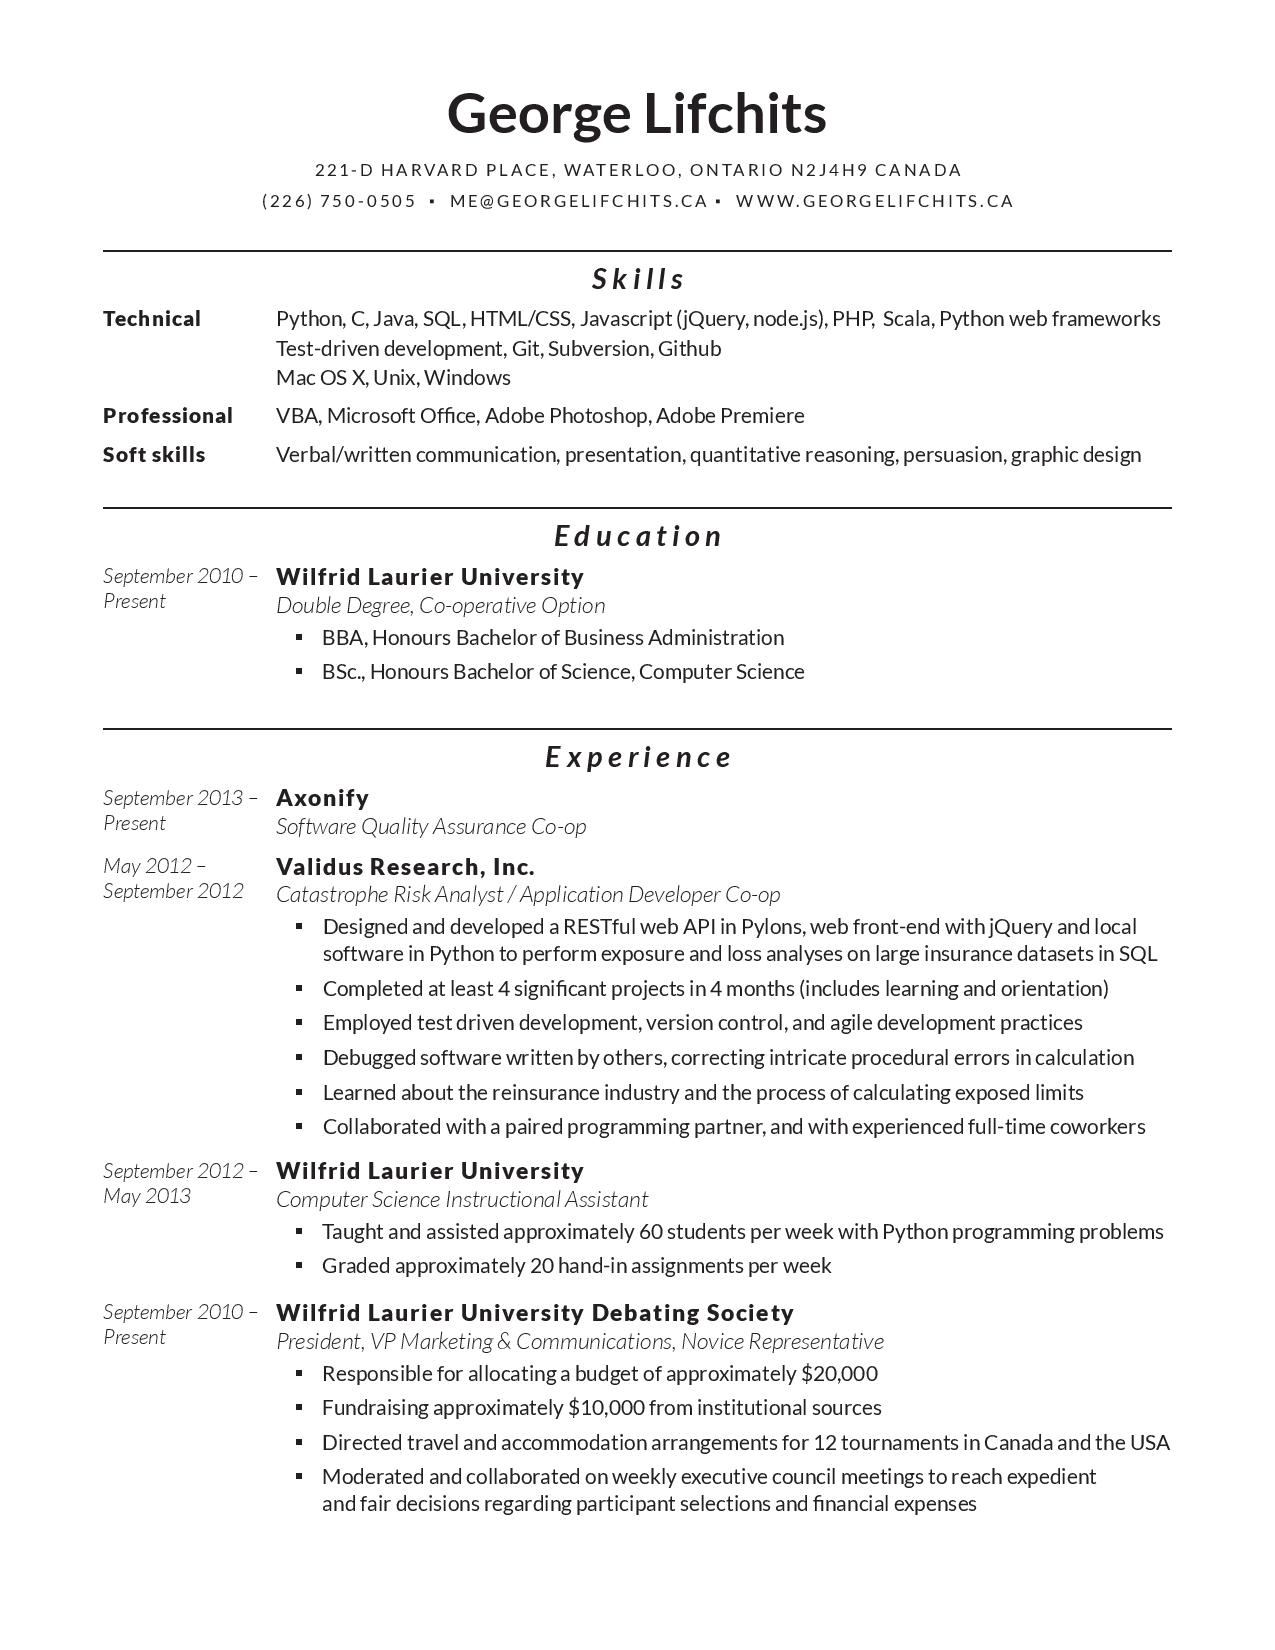 George Lifchits
221-D HARVARD PLACE, WATERLOO, ONTARIO N2J4H9 CANADA
(226) 750-0505 ▪ ME@GEORGELIFCHITS.CA ▪ WWW.GEORGELIFCHITS.CA
Skills
Technical Python, C, Java, SQL, HTML/CSS, Javascript (jQuery, node.js), PHP, Scala, Python web frameworks
Test-driven development, Git, Subversion, Github
Mac OS X, Unix, Windows
Professional VBA, Microsoft Office, Adobe Photoshop, Adobe Premiere
Soft skills Verbal/written communication, presentation, quantitative reasoning, persuasion, graphic design
Education
September 2010 – Wilfrid Laurier University
Present Double Degree, Co-operative Option
▪ BBA, Honours Bachelor of Business Administration
▪ BSc., Honours Bachelor of Science, Computer Science
Experience
September 2013 – Axonify
Present Software Quality Assurance Co-op
May 2012 – Validus Research, Inc.
September 2012 Catastrophe Risk Analyst / Application Developer Co-op
▪ Designed and developed a RESTful web API in Pylons, web front-end with jQuery and local
software in Python to perform exposure and loss analyses on large insurance datasets in SQL
▪ Completed at least 4 significant projects in 4 months (includes learning and orientation)
▪ Employed test driven development, version control, and agile development practices
▪ Debugged software written by others, correcting intricate procedural errors in calculation
▪ Learned about the reinsurance industry and the process of calculating exposed limits
▪ Collaborated with a paired programming partner, and with experienced full-time coworkers
September 2012 – Wilfrid Laurier University
May 2013 Computer Science Instructional Assistant
▪ Taught and assisted approximately 60 students per week with Python programming problems
▪ Graded approximately 20 hand-in assignments per week
September 2010 – Wilfrid Laurier University Debating Society
Present President, VP Marketing & Communications, Novice Representative
▪ Responsible for allocating a budget of approximately $20,000
▪ Fundraising approximately $10,000 from institutional sources
▪ Directed travel and accommodation arrangements for 12 tournaments in Canada and the USA
▪ Moderated and collaborated on weekly executive council meetings to reach expedient
and fair decisions regarding participant selections and financial expenses